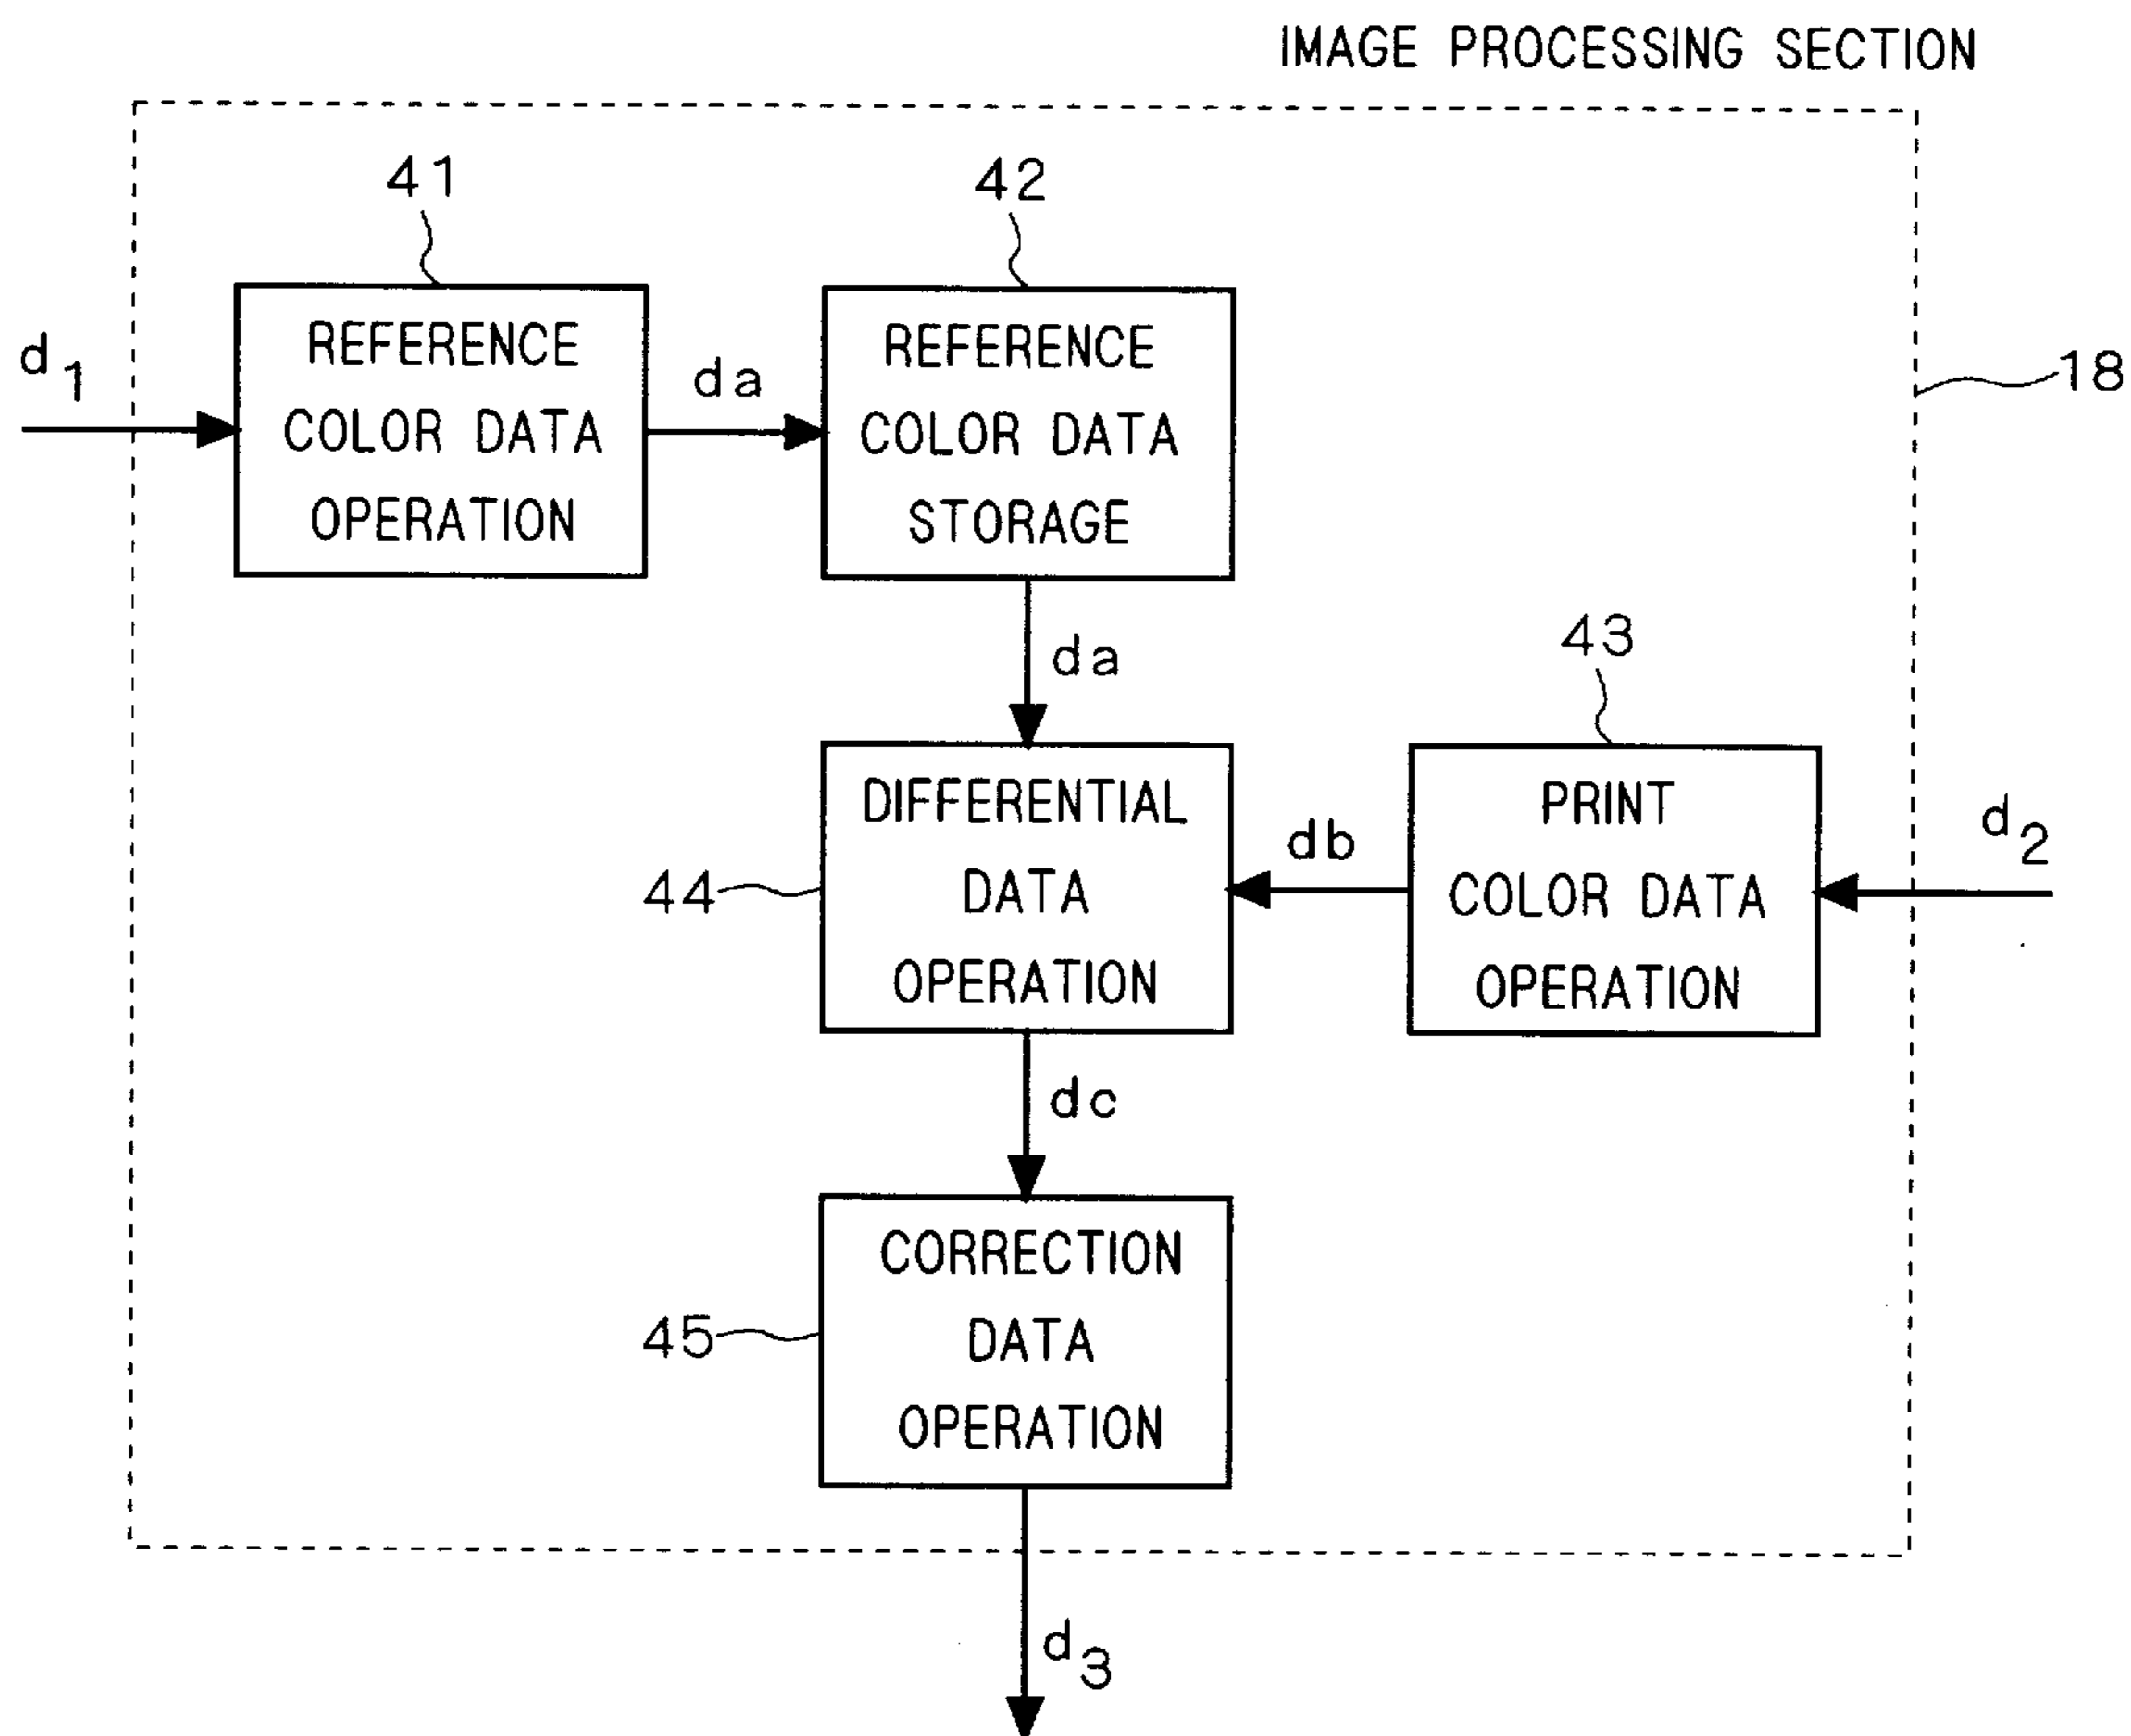 IMAGE PROCESSING SECTION
41
42
d1
REFERENCE
COLOR DATA
OPERATION
da
REFERENCE
COLOR DATA
STORAGE
18
da
43
44
DIFFERENTIAL
DATA
OPERATION
db
PRINT
COLOR DATA
OPERATION
d2
dc
45
CORRECTION
DATA
OPERATION
d3